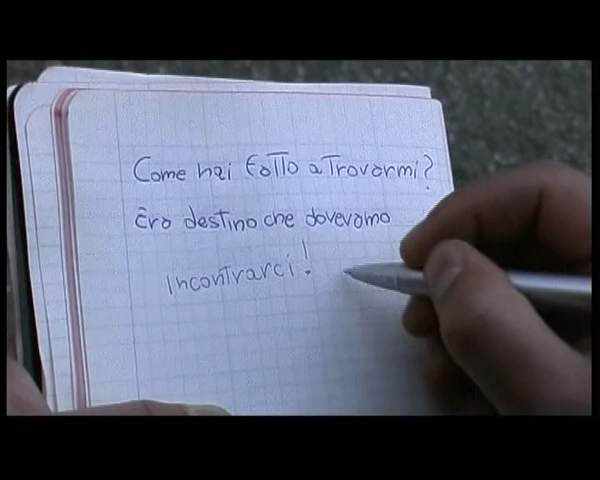 Come hai fatto a trovarmi?
Era destino che dovevamo
incontrarci!